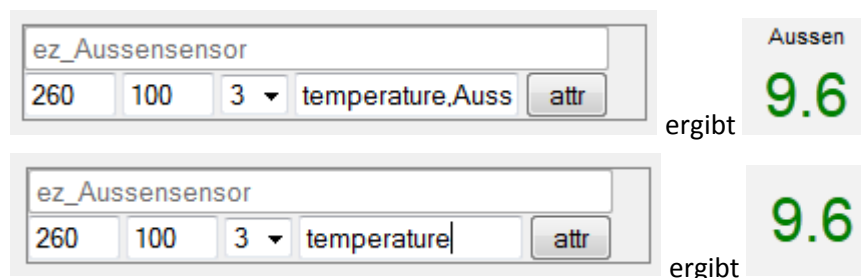 ez_Aussensensor
Aussen
260 100 3 temperature,Auss attr
ergibt
9.6
ez_Aussensensor
260 100 3 temperature attr
ergibt
9.6